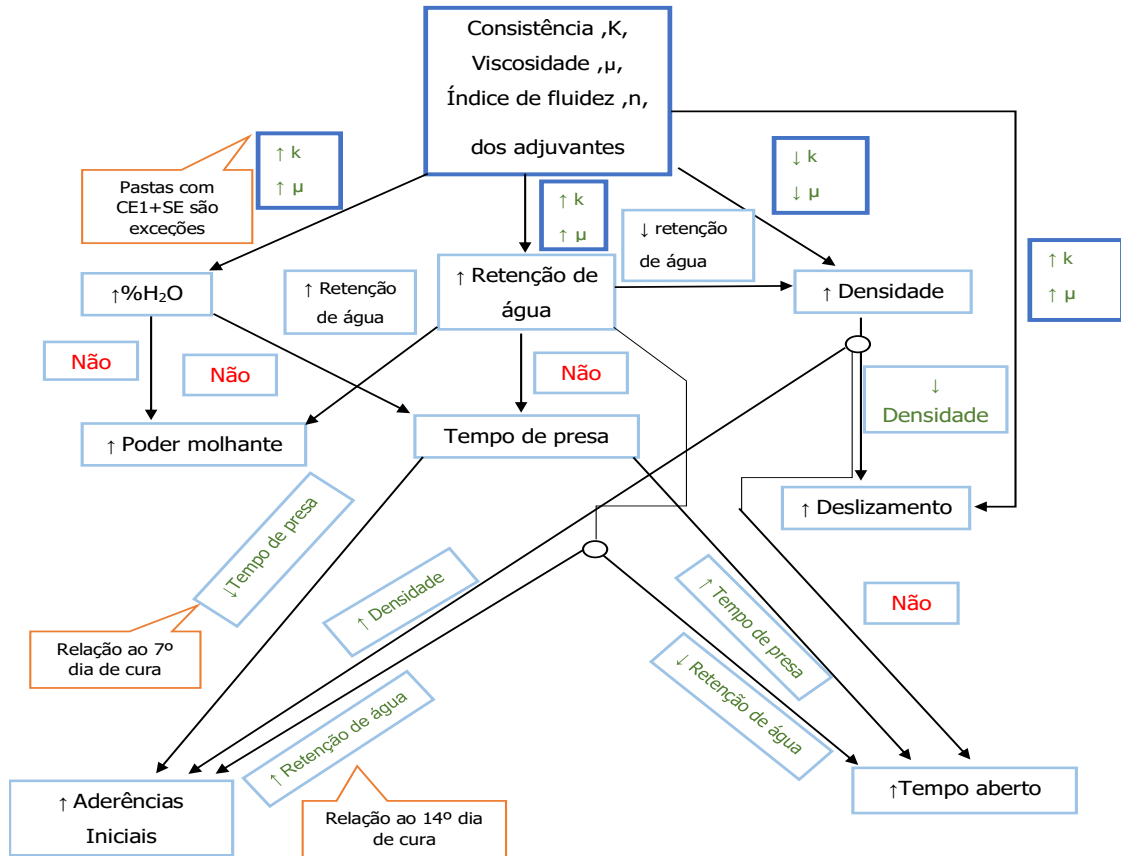 Consistência ,K,
Viscosidade ,μ,
Índice de fluidez ,n,
dos adjuvantes
↑ k
↑ μ
Pastas com
CE1+SE são
exceções
↑ k
↑ μ
↓ k
↓ μ
↓ retenção
de água
↑ k
↑ μ
↑%H₂O
↑ Retenção
de água
↑ Retenção de
água
↑ Densidade
Não
Não
Não
↓
Densidade
↑ Poder molhante
Tempo de presa
↑ Deslizamento
↓Tempo de presa
↑ Densidade
↑ Tempo de presa
Não
Relação ao 7º
dia de cura
↑ Retenção de água
↓ Retenção de água
↑ Aderências
Iniciais
Relação ao 14º dia
de cura
↑Tempo aberto